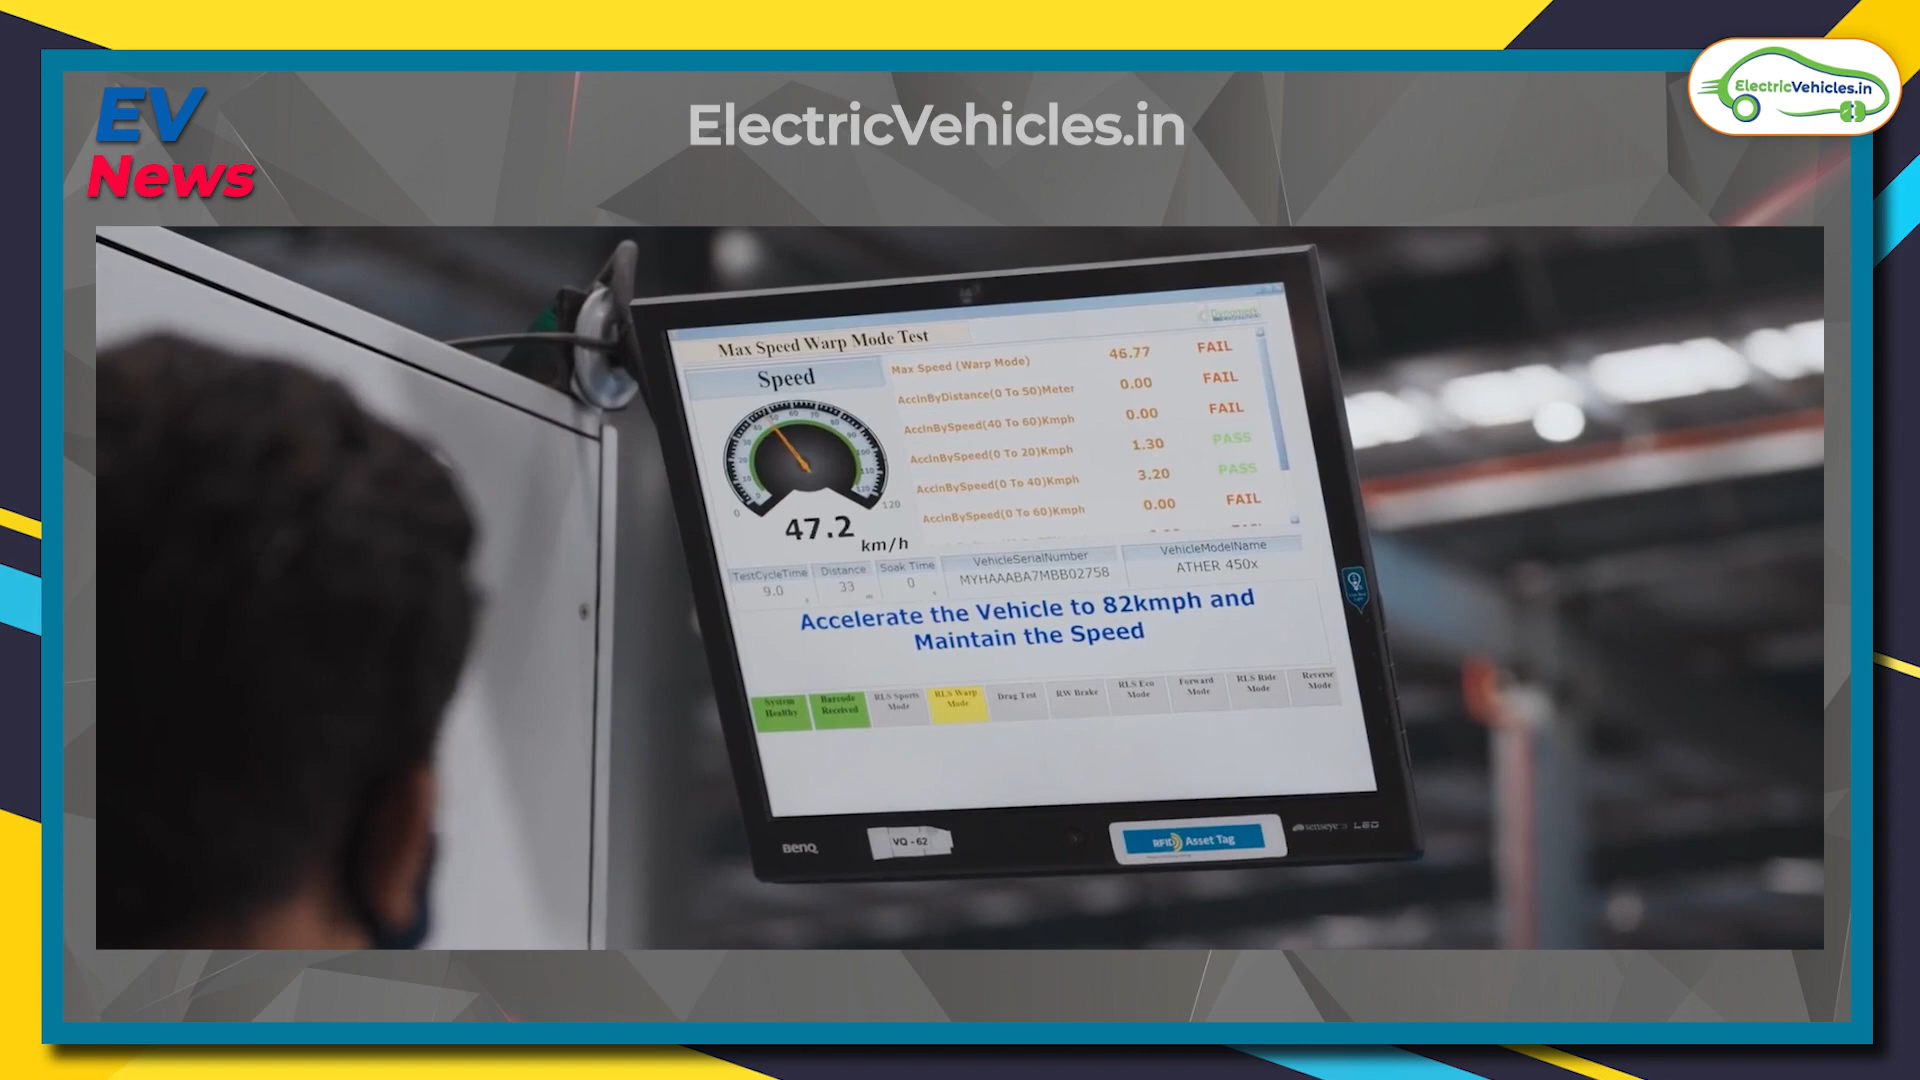 EV
News
ElectricVehicles.in
ElectricVehicles.in
Max Speed Warp Mode Test
Speed
47.2
km/h
0
120
Max Speed (Warp Mode) 46.77 FAIL
AcclnByDistance(0 To 50)Meter 0.00 FAIL
AcclnBySpeed(40 To 60)Kmph 0.00 FAIL
AcclnBySpeed(0 To 20)Kmph 1.30 PASS
AcclnBySpeed(0 To 40)Kmph 3.20 PASS
AcclnBySpeed(0 To 60)Kmph 0.00 FAIL
TestCycleTime Distance Soak Time VehicleSerialNumber VehicleModelName
9.0 33 0 MYHAAABA7MBB02758 ATHER 450x
Accelerate the Vehicle to 82kmph and
Maintain the Speed
System Healthy
Barcode Received
RLS Sports Mode
RLS Warp Mode
Drag Test
RW Brake
RLS Eco Mode
Forward Mode
RLS Ride Mode
Reverse Mode
BenQ
VQ - 62
RFID Asset Tag
senseye 3 LED